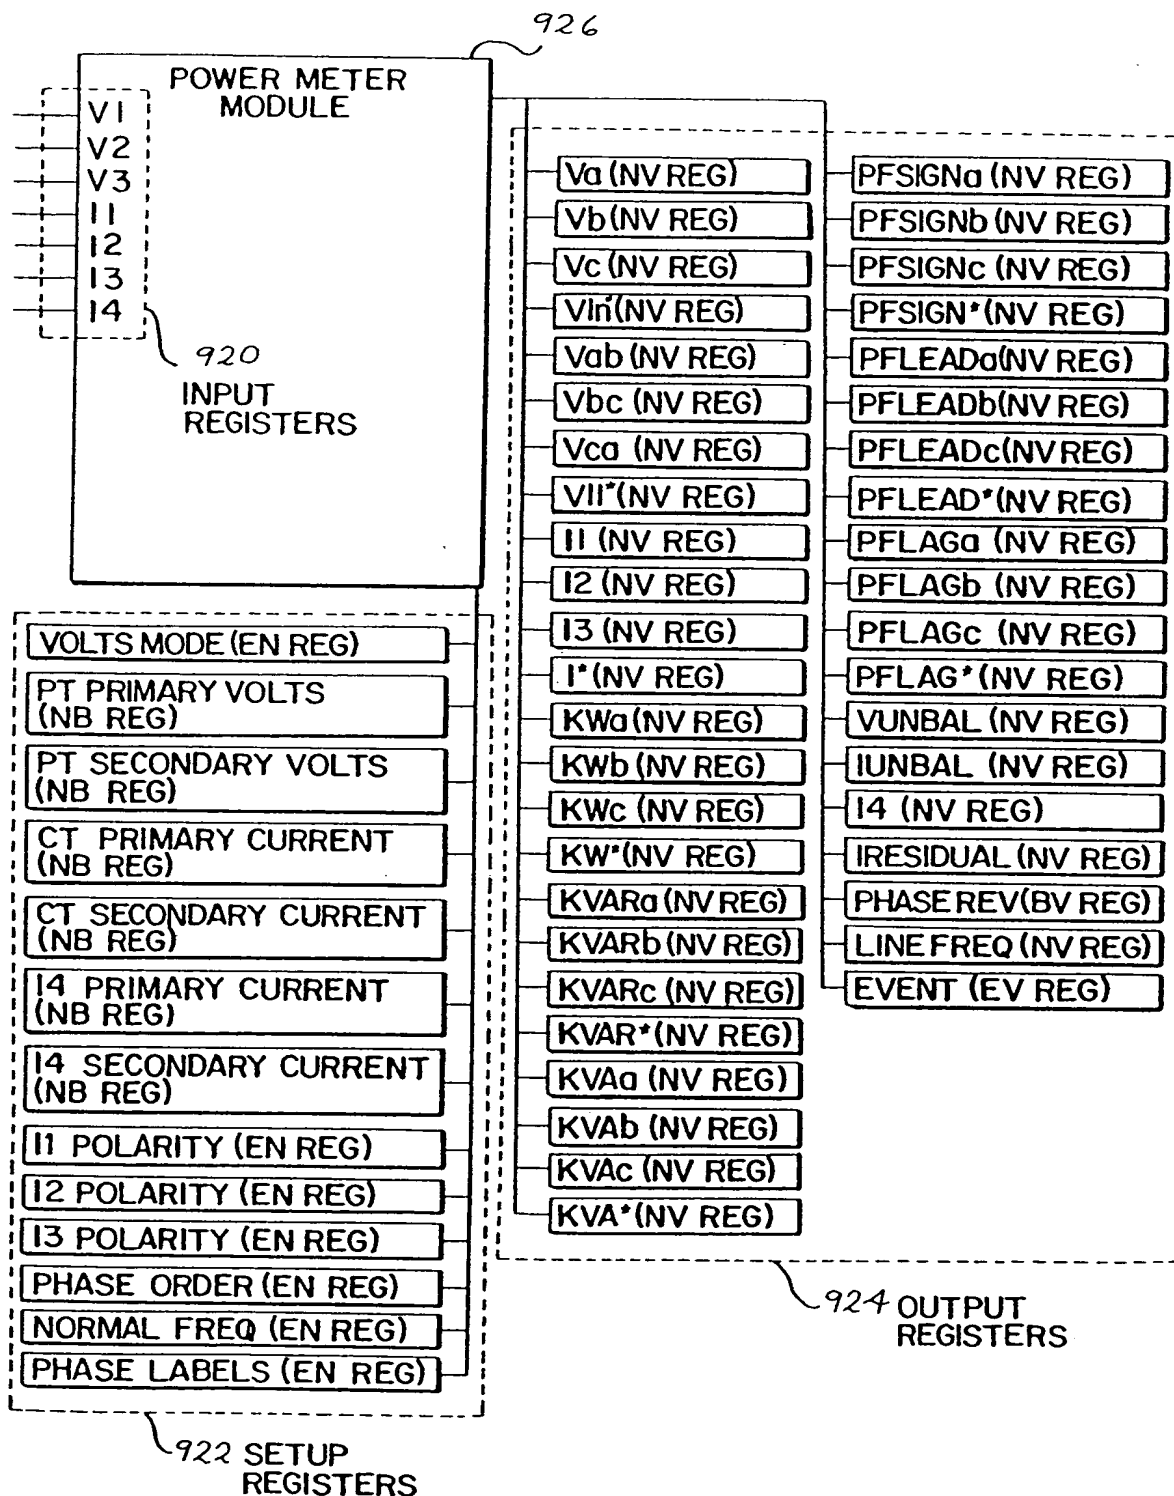 926
POWER METER
MODULE
V1
V2
V3
I1
I2
I3
I4
920
INPUT
REGISTERS
VOLTS MODE (EN REG)
PT PRIMARY VOLTS
(NB REG)
PT SECONDARY VOLTS
(NB REG)
CT PRIMARY CURRENT
(NB REG)
CT SECONDARY CURRENT
(NB REG)
I4 PRIMARY CURRENT
(NB REG)
I4 SECONDARY CURRENT
(NB REG)
I1 POLARITY (EN REG)
I2 POLARITY (EN REG)
I3 POLARITY (EN REG)
PHASE ORDER (EN REG)
NORMAL FREQ (EN REG)
PHASE LABELS (EN REG)
922 SETUP
REGISTERS
Va (NV REG)
Vb (NV REG)
Vc (NV REG)
Vln* (NV REG)
Vab (NV REG)
Vbc (NV REG)
Vca (NV REG)
Vll* (NV REG)
I1 (NV REG)
I2 (NV REG)
I3 (NV REG)
I* (NV REG)
KWa (NV REG)
KWb (NV REG)
KWc (NV REG)
KW* (NV REG)
KVARa (NV REG)
KVARb (NV REG)
KVARc (NV REG)
KVAR* (NV REG)
KVAa (NV REG)
KVAb (NV REG)
KVAc (NV REG)
KVA* (NV REG)
PFSIGNa (NV REG)
PFSIGNb (NV REG)
PFSIGNc (NV REG)
PFSIGN* (NV REG)
PFLEADa (NV REG)
PFLEADb (NV REG)
PFLEADc (NV REG)
PFLEAD* (NV REG)
PFLAGa (NV REG)
PFLAGb (NV REG)
PFLAGc (NV REG)
PFLAG* (NV REG)
VUNBAL (NV REG)
IUNBAL (NV REG)
I4 (NV REG)
IRESIDUAL (NV REG)
PHASE REV (BV REG)
LINE FREQ (NV REG)
EVENT (EV REG)
924 OUTPUT
REGISTERS